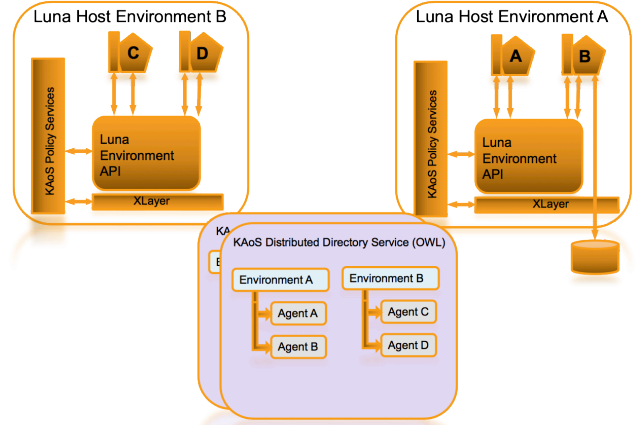 Luna Host Environment B
C
D
KAoS Policy Services
Luna
Environment
API
XLayer
Luna Host Environment A
A
B
KAoS Policy Services
Luna
Environment
API
XLayer
KA
E
KAoS Distributed Directory Service (OWL)
Environment A
Agent A
Agent B
Environment B
Agent C
Agent D